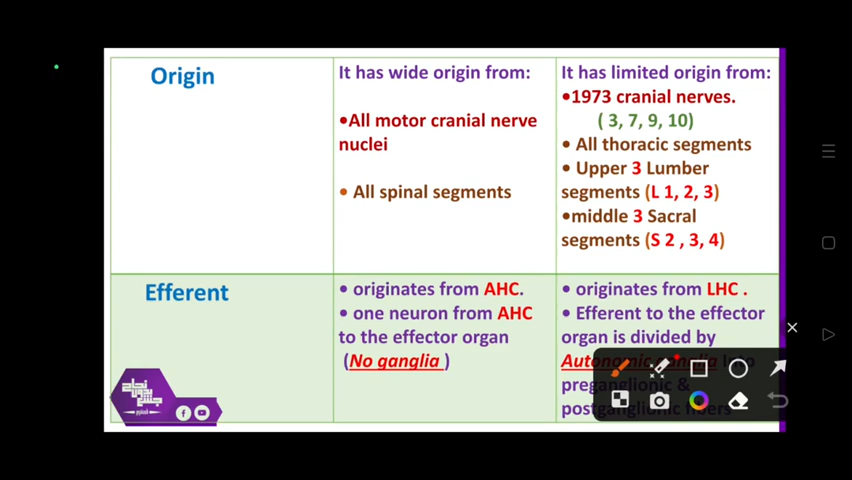 Origin
It has wide origin from:
•All motor cranial nerve
nuclei
• All spinal segments
It has limited origin from:
•1973 cranial nerves.
( 3, 7, 9, 10)
• All thoracic segments
• Upper 3 Lumber
segments (L 1, 2, 3)
•middle 3 Sacral
segments (S 2 , 3, 4)
Efferent
• originates from AHC.
• one neuron from AHC
to the effector organ
(No ganglia )
• originates from LHC .
• Efferent to the effector
organ is divided by
Autonomic ganglia into
preganglionic &
postganglionic fibers